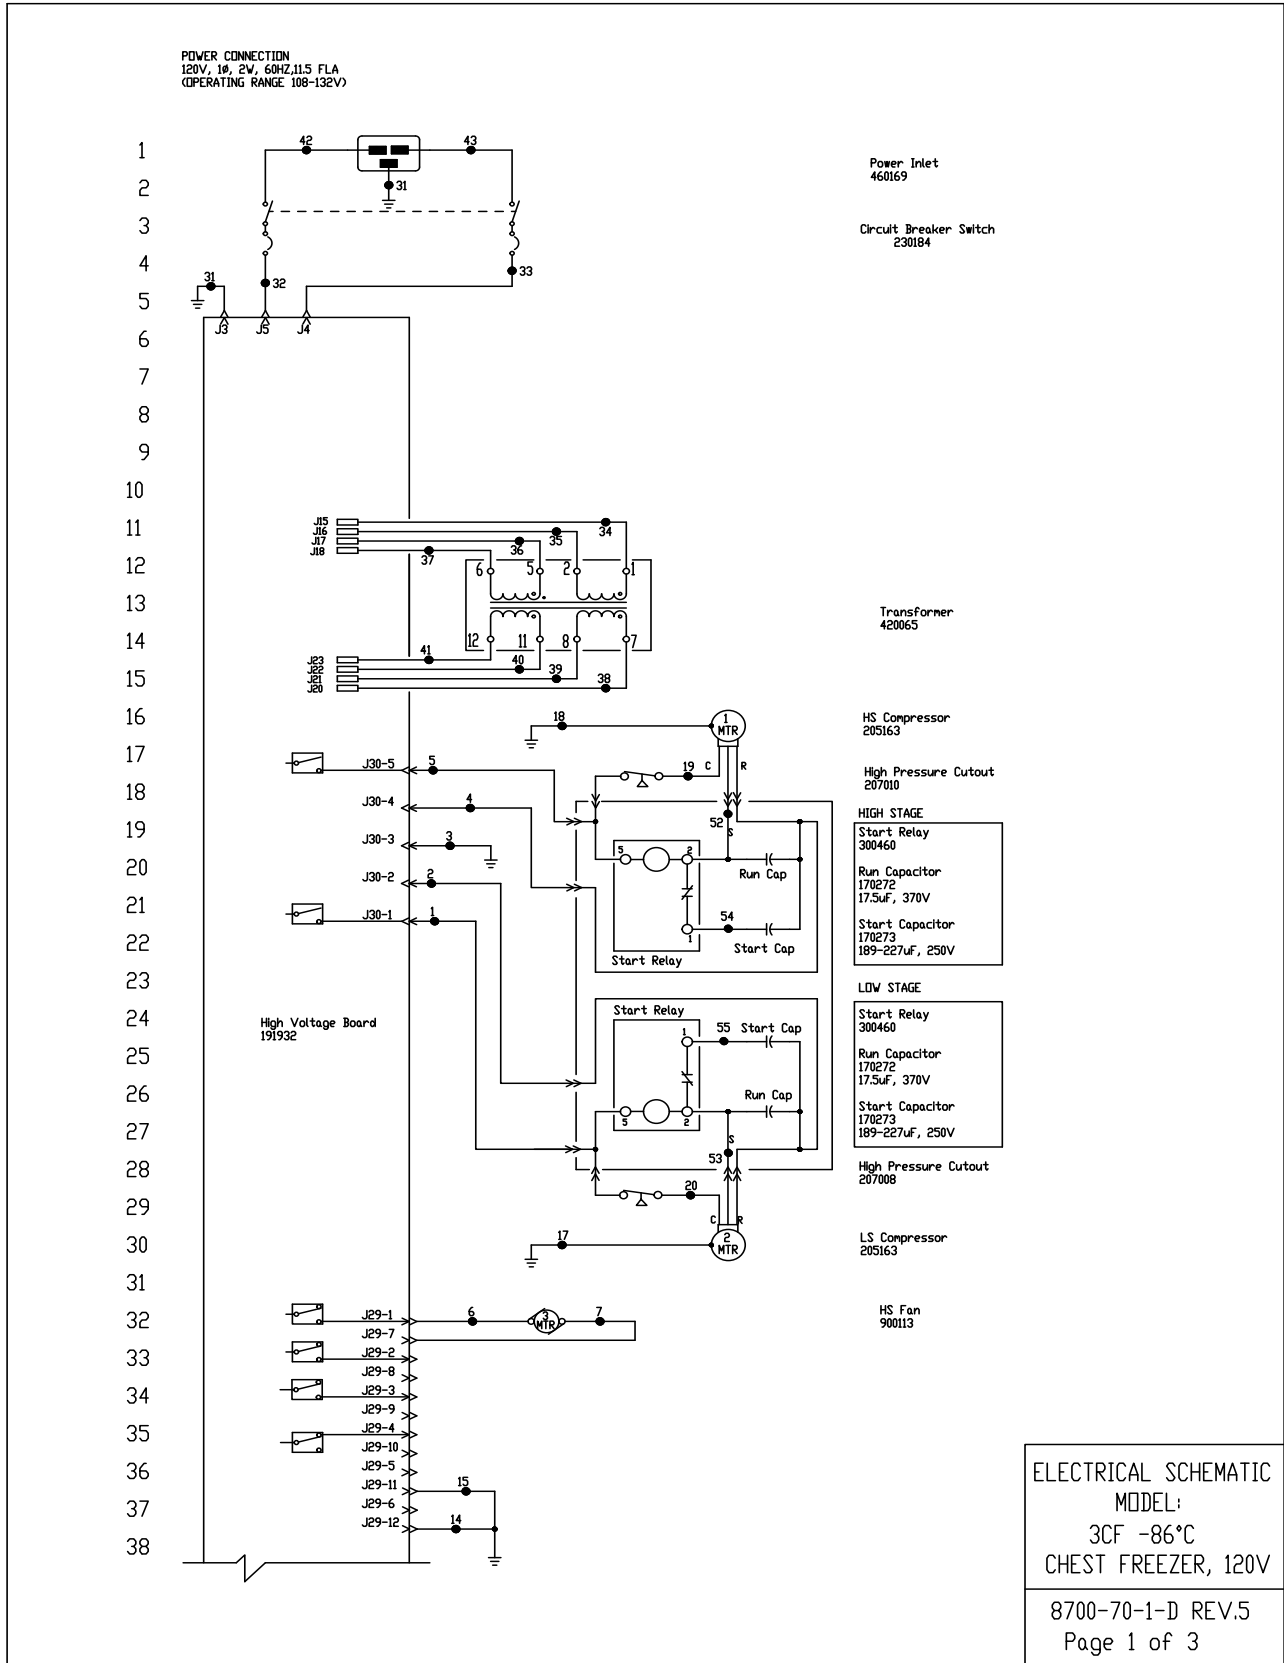 POWER CONNECTION
120V, 1ø, 2W, 60HZ,11.5 FLA
(OPERATING RANGE 108-132V)
1
42
43
Power Inlet
460169
2
31
3
Circuit Breaker Switch
230184
4
31
32
33
5
J3
J5
J4
6
7
8
9
10
11
J15
J16
J17
J18
34
35
36
37
12
6
5
2
1
13
Transformer
420065
14
12
11
8
7
J23
J22
J21
J20
41
40
39
38
15
16
18
1
MTR
HS Compressor
205163
17
J30-5
5
19
C
R
High Pressure Cutout
207010
18
J30-4
4
HIGH STAGE
19
52
S
Start Relay
300460
J30-3
3
5
2
20
Run Cap
Run Capacitor
170272
17.5uF, 370V
J30-2
2
21
J30-1
1
54
1
Start Capacitor
170273
189-227uF, 250V
22
Start Cap
Start Relay
23
LOW STAGE
24
High Voltage Board
191932
Start Relay
1
55
Start Cap
Start Relay
300460
25
Run Capacitor
170272
17.5uF, 370V
26
Run Cap
5
2
Start Capacitor
170273
189-227uF, 250V
27
S
53
28
High Pressure Cutout
207008
29
20
C
R
30
17
2
MTR
LS Compressor
205163
31
32
J29-1
6
3
MTR
7
HS Fan
900113
J29-7
33
J29-2
J29-8
34
J29-3
J29-9
35
J29-4
J29-10
36
J29-5
J29-11
15
37
J29-6
J29-12
14
38
ELECTRICAL SCHEMATIC
MODEL:
3CF -86°C
CHEST FREEZER, 120V
8700-70-1-D REV.5
Page 1 of 3